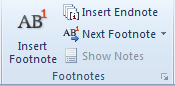 AB1
Insert
Footnote
Insert Endnote
AB1 Next Footnote
Show Notes
Footnotes